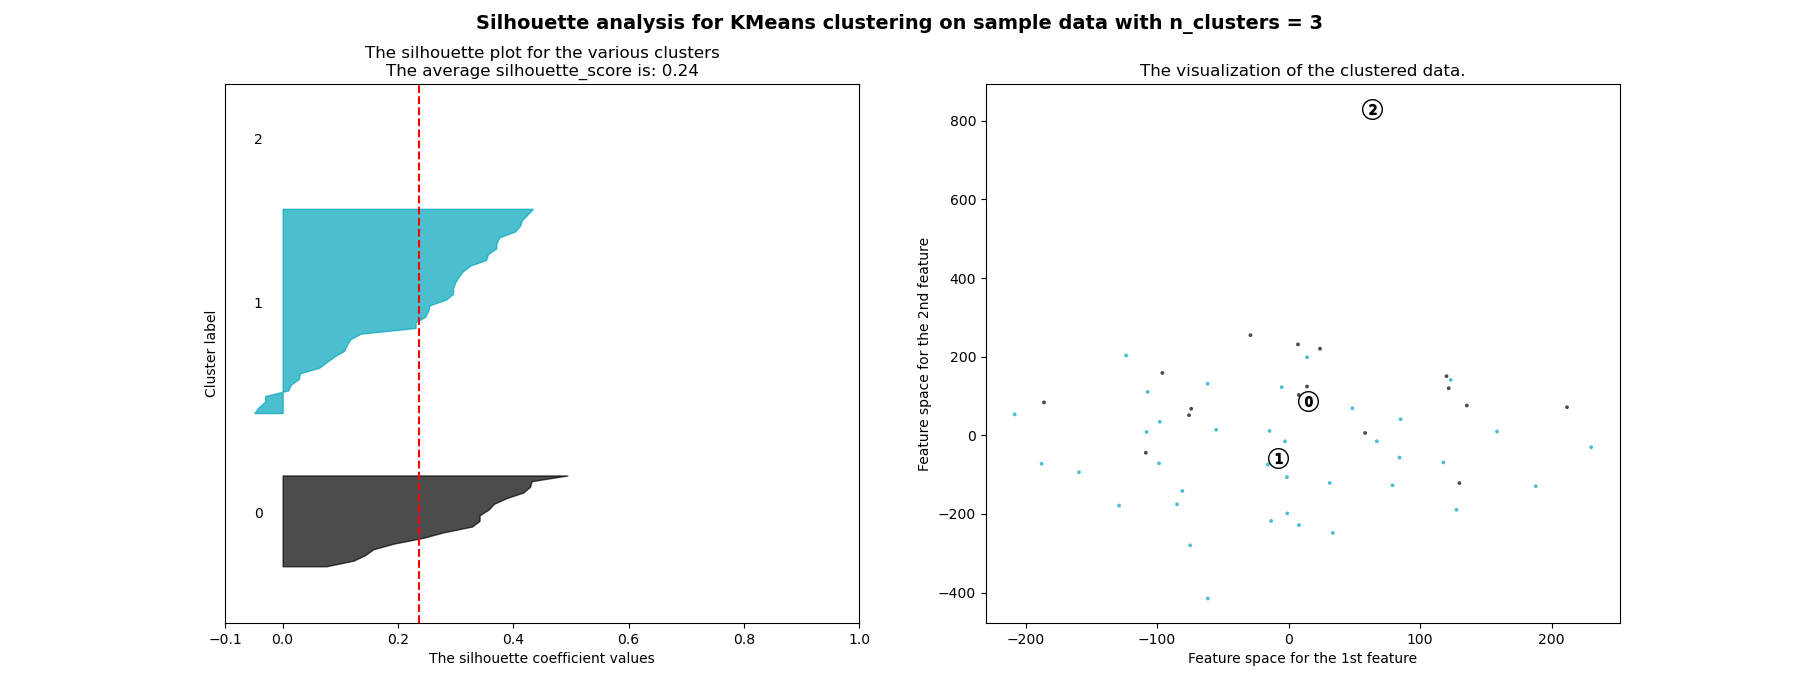 Silhouette analysis for KMeans clustering on sample data with n_clusters = 3
The silhouette plot for the various clusters
The average silhouette_score is: 0.24
2
1
0
Cluster label
−0.1 0.0 0.2 0.4 0.6 0.8 1.0
The silhouette coefficient values
The visualization of the clustered data.
2
0
1
800
600
400
200
0
−200
−400
Feature space for the 2nd feature
−200 −100 0 100 200
Feature space for the 1st feature